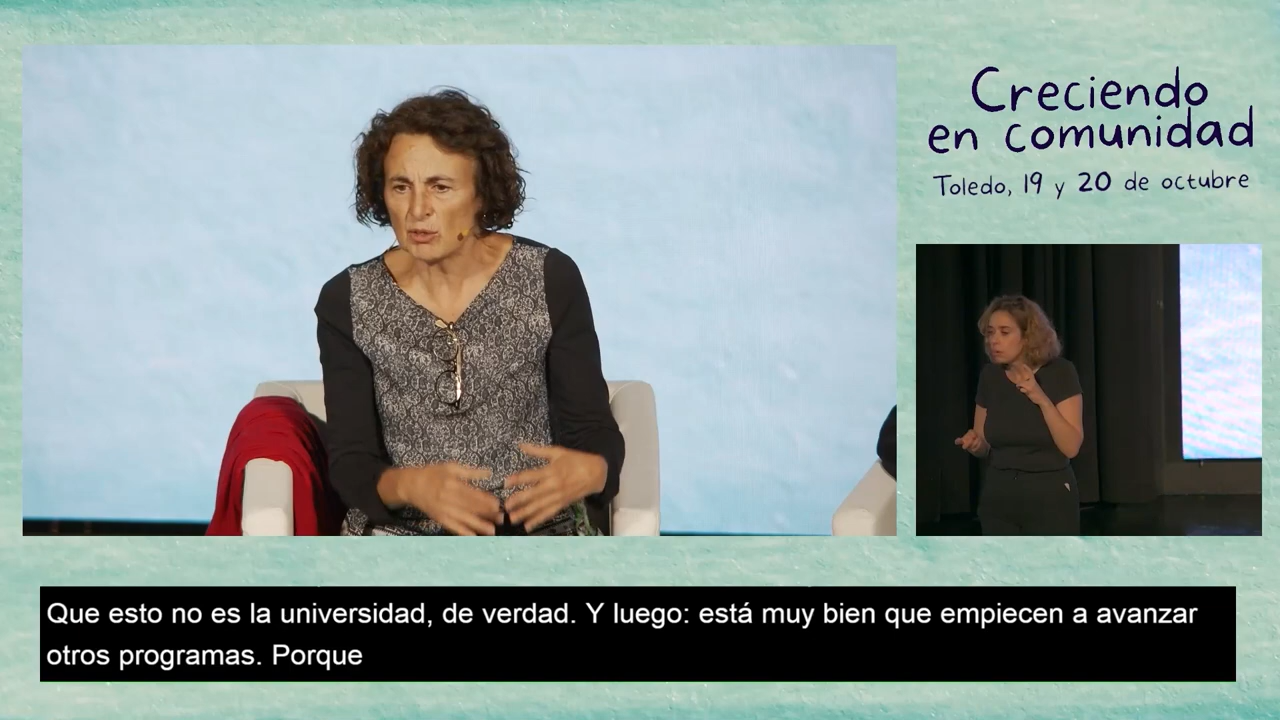 Creciendo
en comunidad
Toledo, 19 y 20 de octubre
Que esto no es la universidad, de verdad. Y luego: está muy bien que empiecen a avanzar
otros programas. Porque